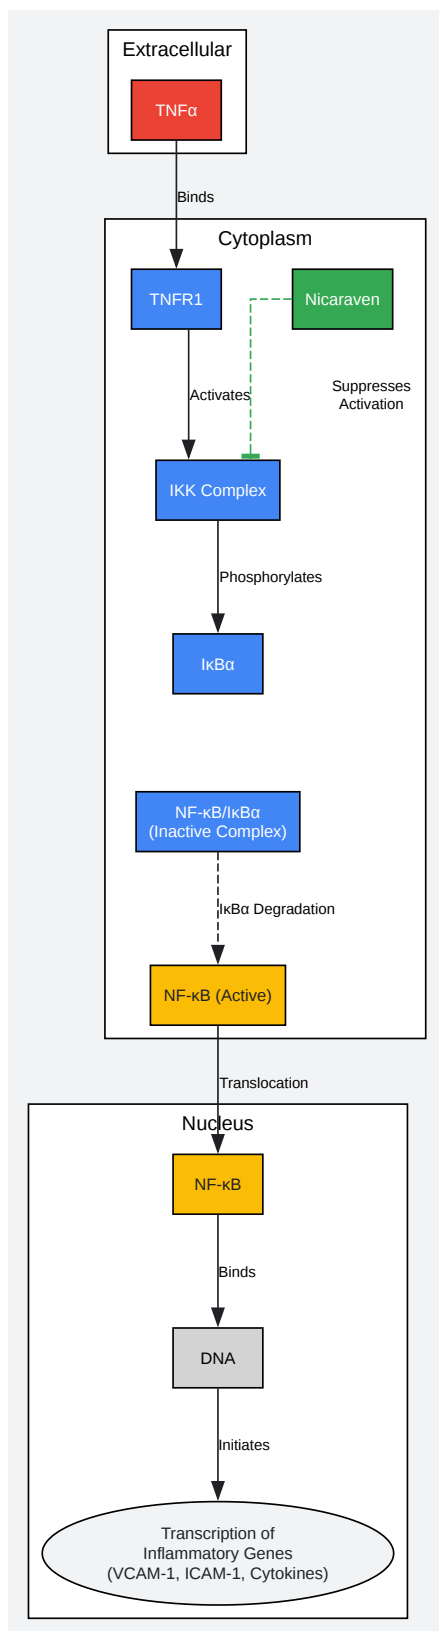 Extracellular
TNFα
Binds
Cytoplasm
TNFR1
Nicaraven
Activates
Suppresses
Activation
IKK Complex
Phosphorylates
IκBα
NF-κB/IκBα
(Inactive Complex)
IκBα Degradation
NF-κB (Active)
Translocation
Nucleus
NF-κB
Binds
DNA
Initiates
Transcription of
Inflammatory Genes
(VCAM-1, ICAM-1, Cytokines)